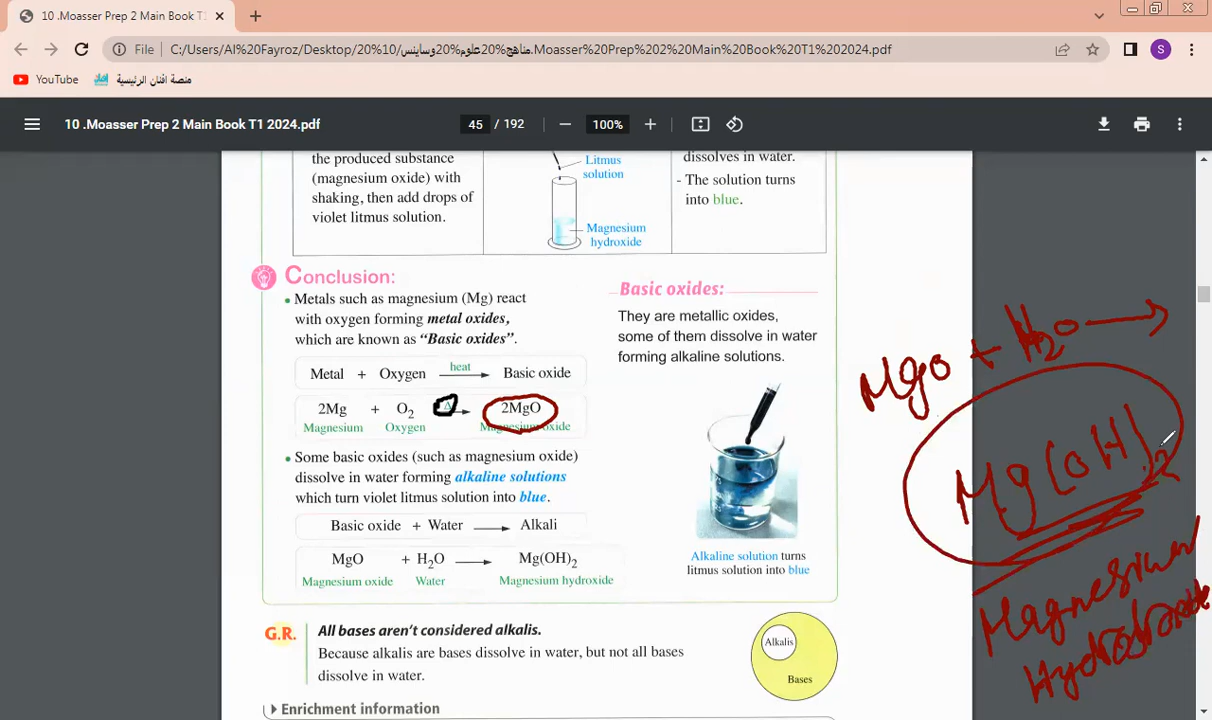 10 .Moasser Prep 2 Main Book T1
File
C:/Users/Al%20Fayroz/Desktop/20%10/مناهج%20علوم%20وساينس.Moasser%20Prep%202%20Main%20Book%20T1%202024.pdf
S
YouTube
منصة افنان الرئيسية
10 .Moasser Prep 2 Main Book T1 2024.pdf
45 / 192
100%
the produced substance
(magnesium oxide) with
shaking, then add drops of
violet litmus solution.
Litmus
solution
Magnesium
hydroxide
dissolves in water.
- The solution turns
into blue.
Conclusion:
• Metals such as magnesium (Mg) react
with oxygen forming metal oxides,
which are known as “Basic oxides”.
Metal + Oxygen heat Basic oxide
2Mg + O2 2MgO
Magnesium Oxygen Magnesium oxide
• Some basic oxides (such as magnesium oxide)
dissolve in water forming alkaline solutions
which turn violet litmus solution into blue.
Basic oxide + Water Alkali
MgO + H2O Mg(OH)2
Magnesium oxide Water Magnesium hydroxide
Basic oxides:
They are metallic oxides,
some of them dissolve in water
forming alkaline solutions.
Alkaline solution turns
litmus solution into blue
MgO + H2O →
Mg(OH)2
Magnesium
Hydroxide
G.R.
All bases aren’t considered alkalis.
Because alkalis are bases dissolve in water, but not all bases
dissolve in water.
Alkalis
Bases
Enrichment information